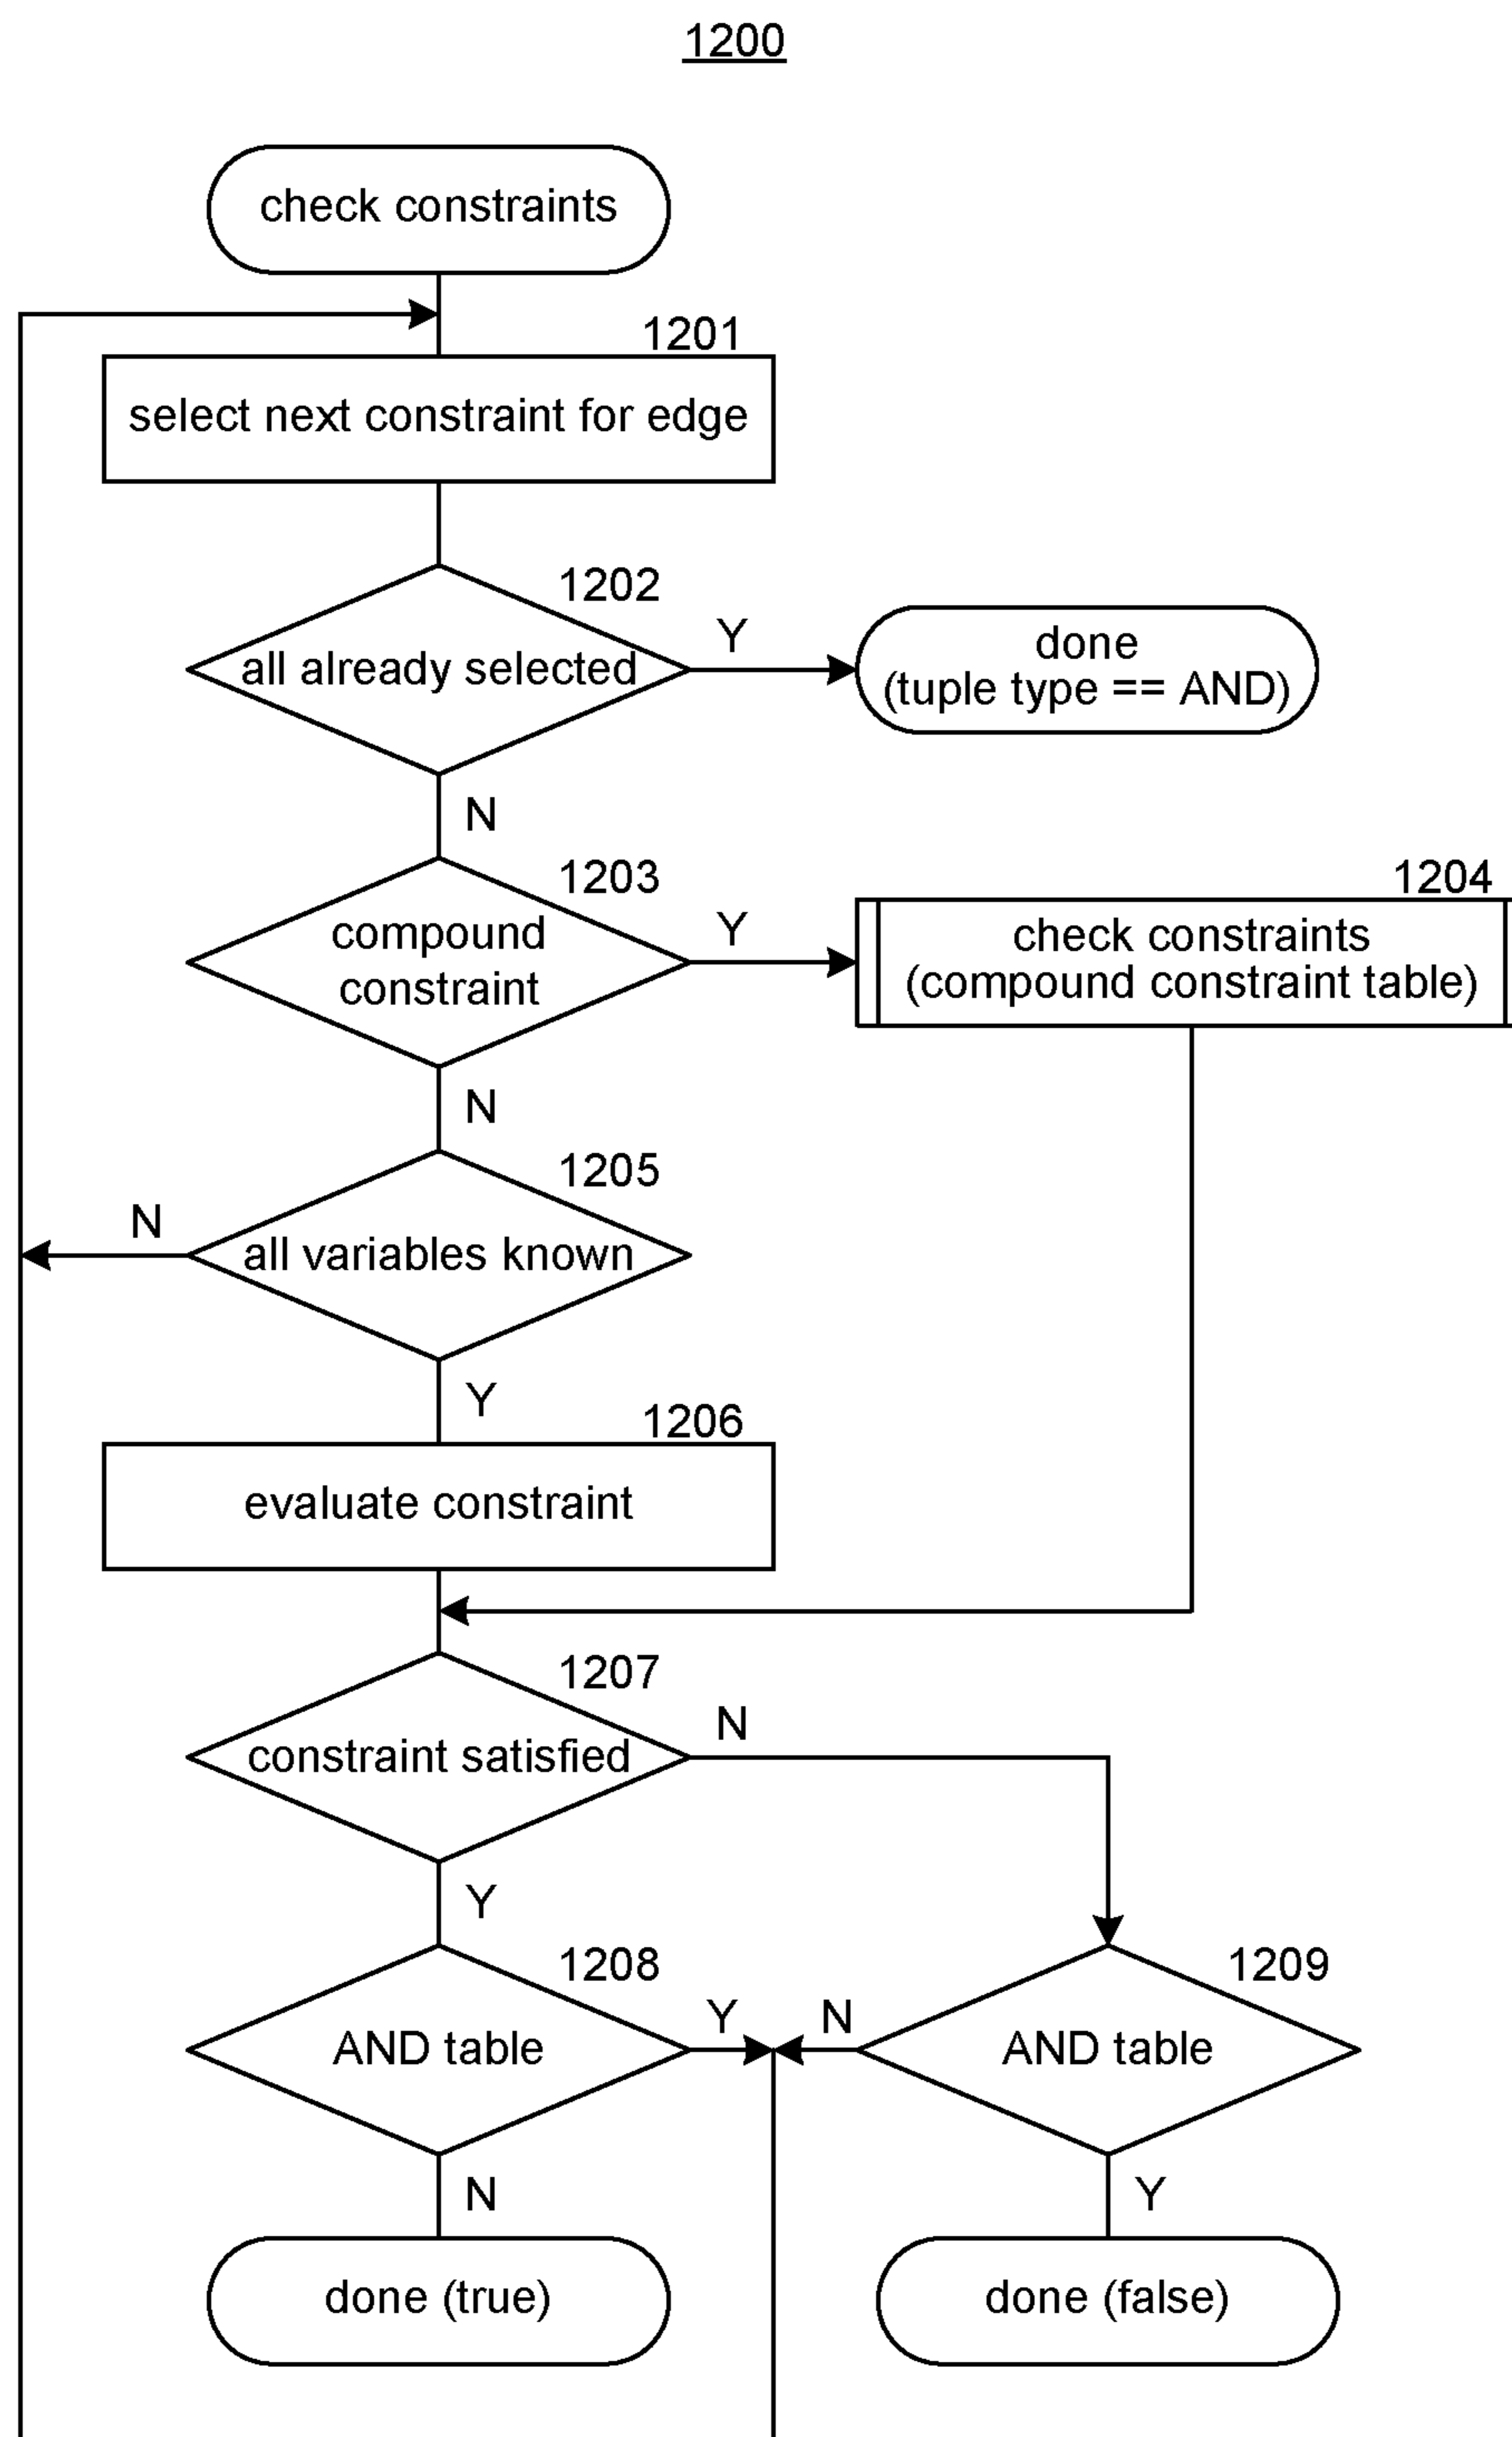 1200
check constraints
1201
select next constraint for edge
1202
all already selected
Y
done
(tuple type == AND)
N
1203
compound
constraint
Y
1204
check constraints
(compound constraint table)
N
1205
all variables known
N
Y
1206
evaluate constraint
1207
constraint satisfied
N
Y
1208
AND table
Y
N
1209
AND table
N
Y
done (true)
done (false)